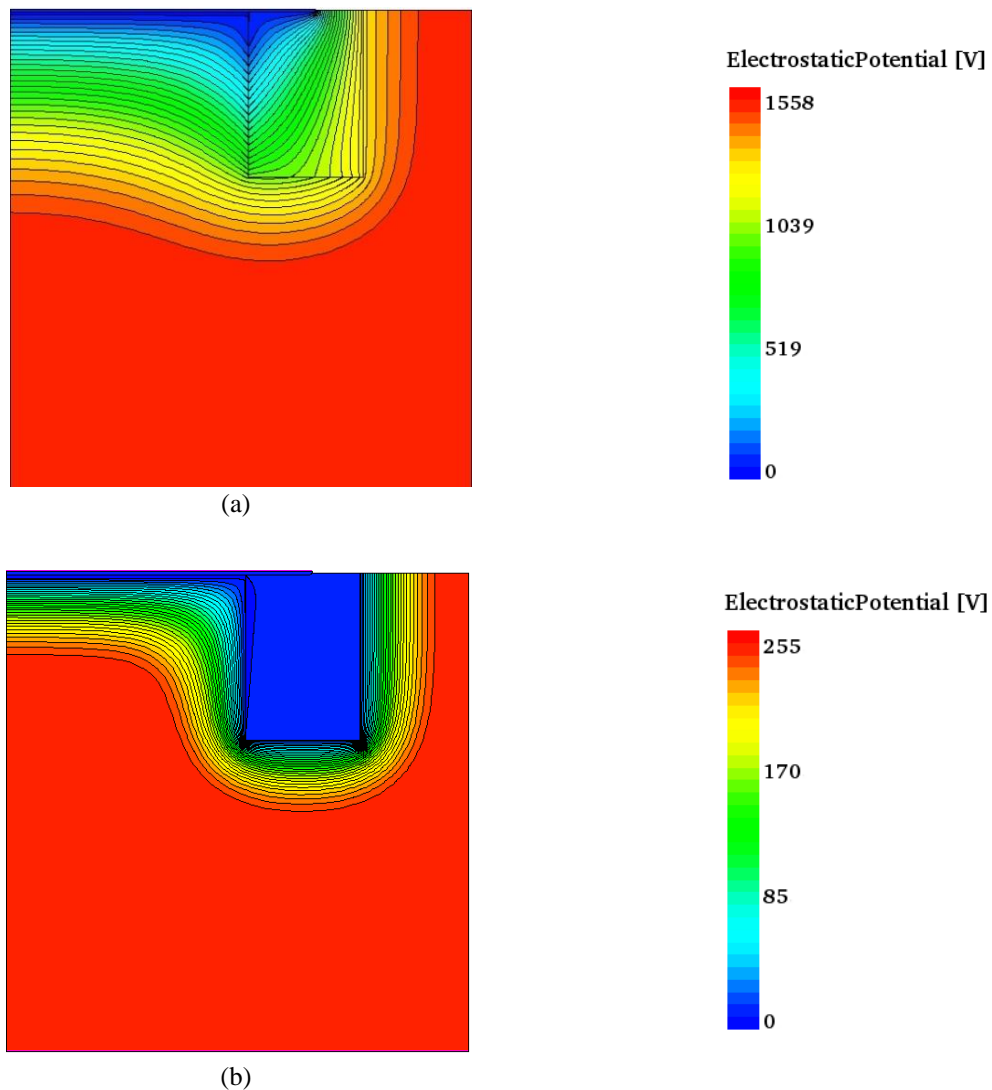 ElectrostaticPotential [V]
1558
1039
519
0
(a)
ElectrostaticPotential [V]
255
170
85
0
(b)